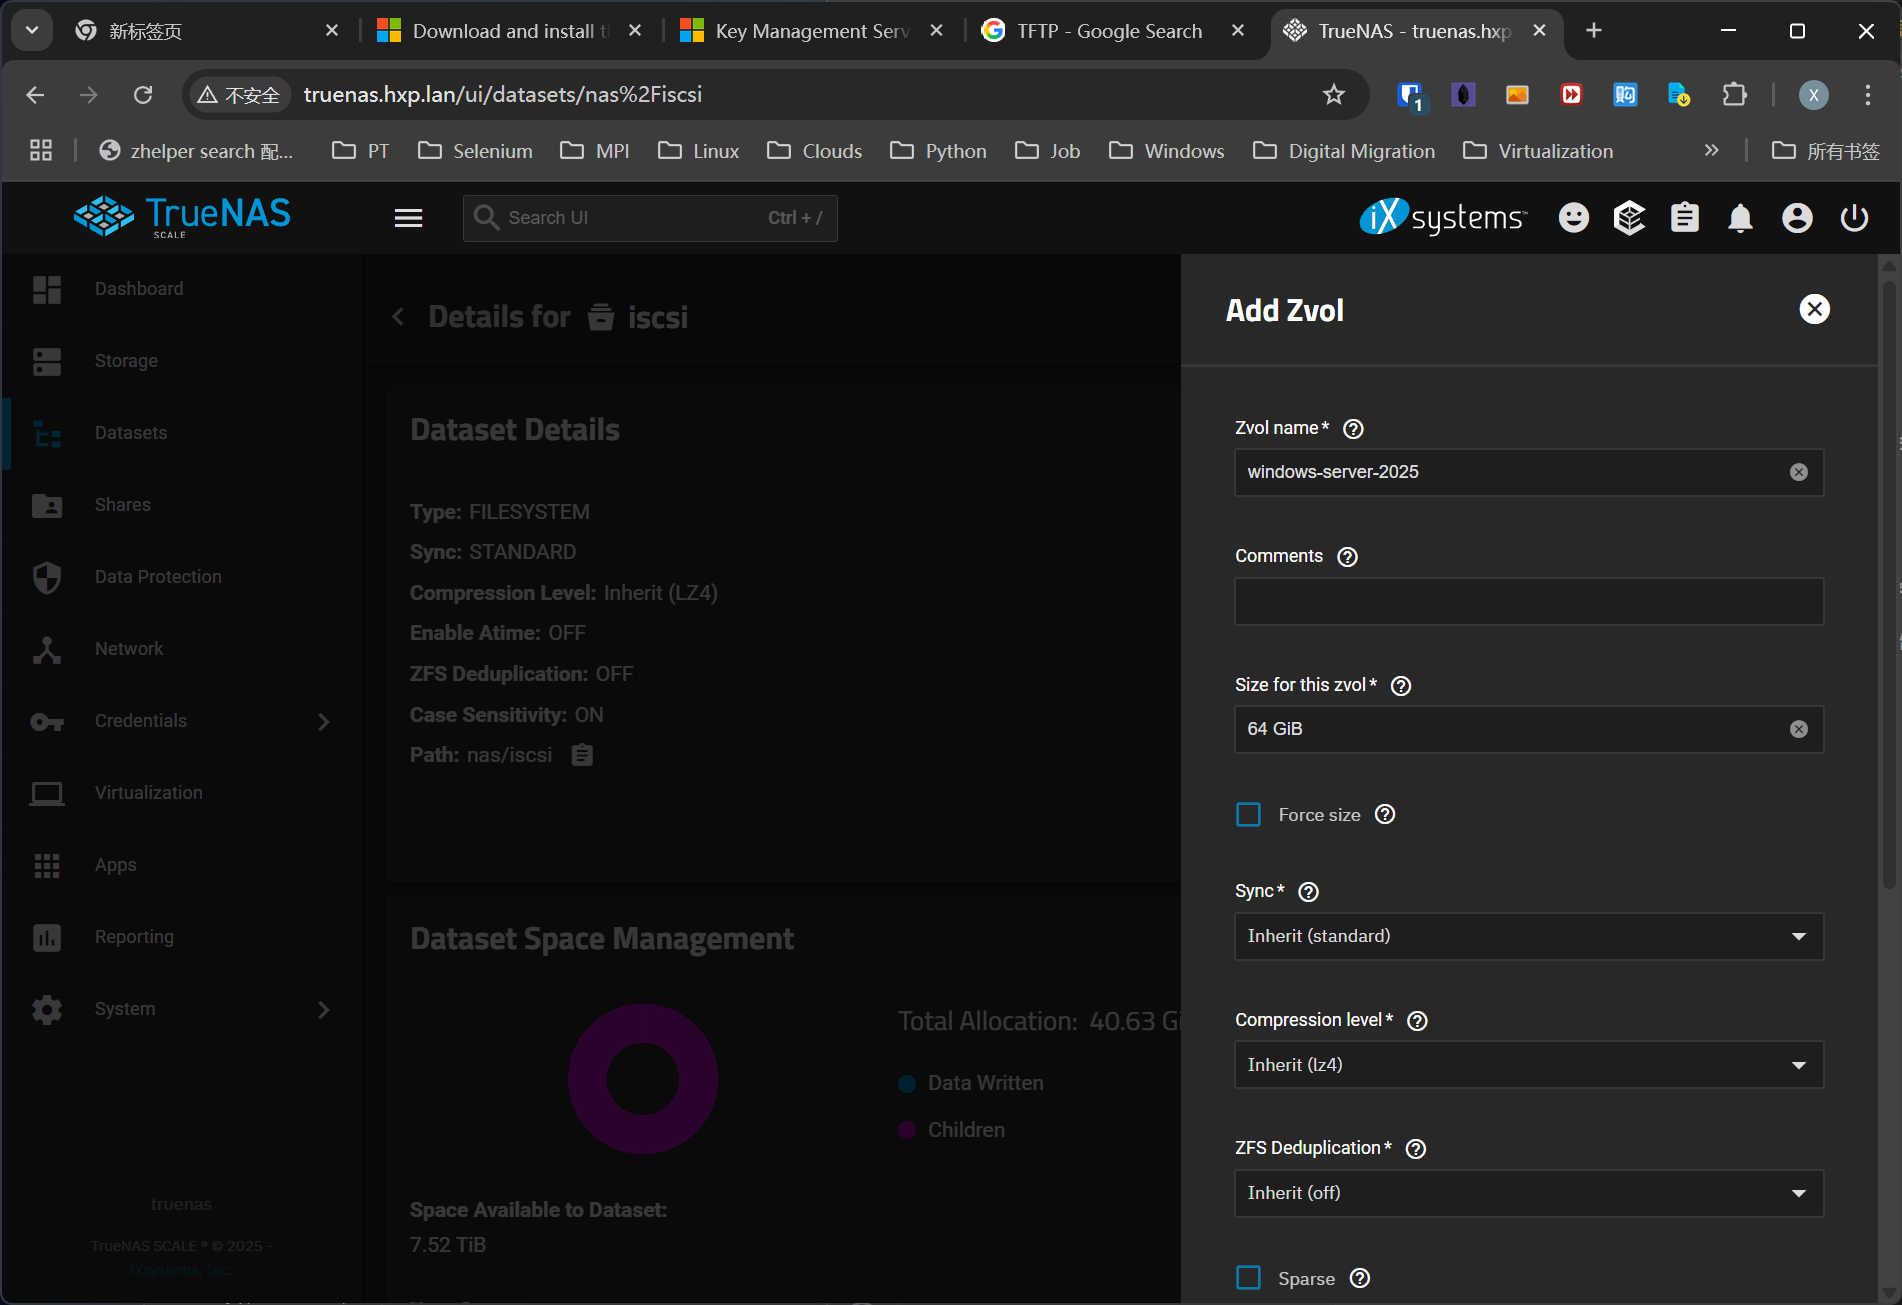 新标签页
Download and install t
Key Management Serv
TFTP - Google Search
TrueNAS - truenas.hxp
不安全
truenas.hxp.lan/ui/datasets/nas%2Fiscsi
1
购
X
zhelper search 配...
PT
Selenium
MPI
Linux
Clouds
Python
Job
Windows
Digital Migration
Virtualization
所有书签
TrueNAS
SCALE
Search UI
Ctrl + /
iXsystems™
Dashboard
Storage
Datasets
Shares
Data Protection
Network
Credentials
Virtualization
Apps
Reporting
System
truenas
TrueNAS SCALE ® © 2025 -
iXsystems, Inc.
Details for iscsi
Dataset Details
Type: FILESYSTEM
Sync: STANDARD
Compression Level: Inherit (LZ4)
Enable Atime: OFF
ZFS Deduplication: OFF
Case Sensitivity: ON
Path: nas/iscsi
Dataset Space Management
Total Allocation: 40.63 Gi
Data Written
Children
Space Available to Dataset:
7.52 TiB
Add Zvol
Zvol name*
windows-server-2025
Comments
Size for this zvol*
64 GiB
Force size
Sync*
Inherit (standard)
Compression level*
Inherit (lz4)
ZFS Deduplication*
Inherit (off)
Sparse